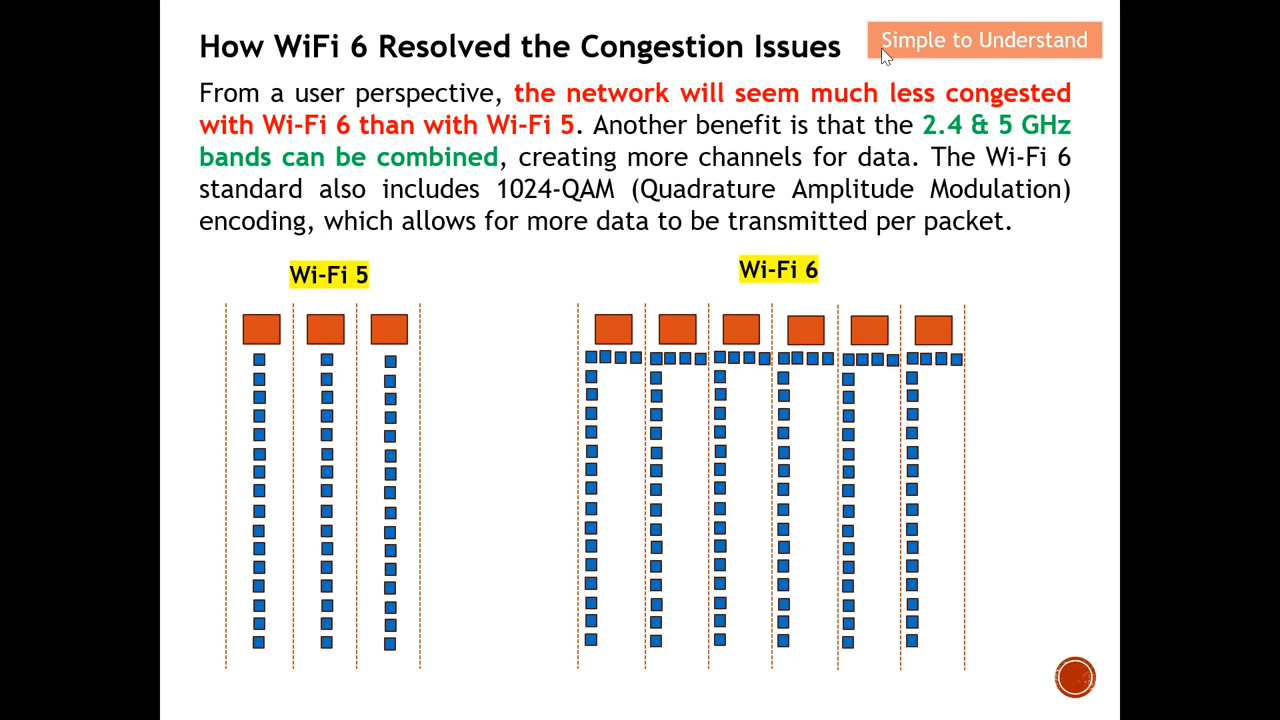 How WiFi 6 Resolved the Congestion Issues
Simple to Understand
From a user perspective, the network will seem much less congested
with Wi-Fi 6 than with Wi-Fi 5. Another benefit is that the 2.4 & 5 GHz
bands can be combined, creating more channels for data. The Wi-Fi 6
standard also includes 1024-QAM (Quadrature Amplitude Modulation)
encoding, which allows for more data to be transmitted per packet.
Wi-Fi 5
Wi-Fi 6